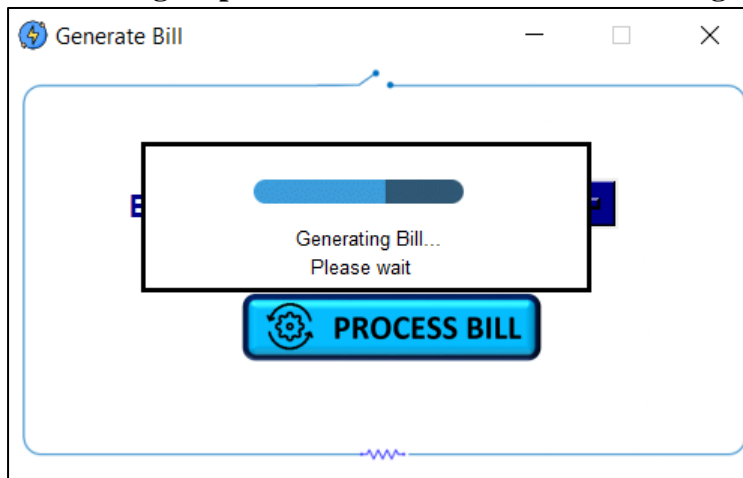 Generate Bill
Generating Bill...
Please wait
PROCESS BILL